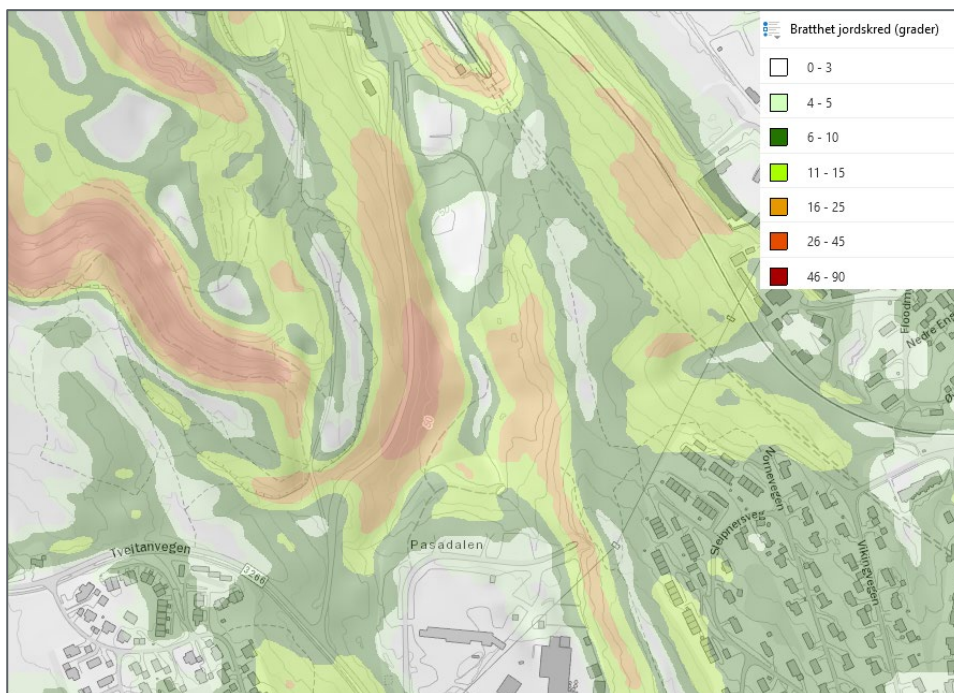 Bratthet jordskred (grader)
0 - 3
4 - 5
6 - 10
11 - 15
16 - 25
26 - 45
46 - 90
Nedre
Nornevegen
Vikingvegen
Pasadalen
Tveitanvegen